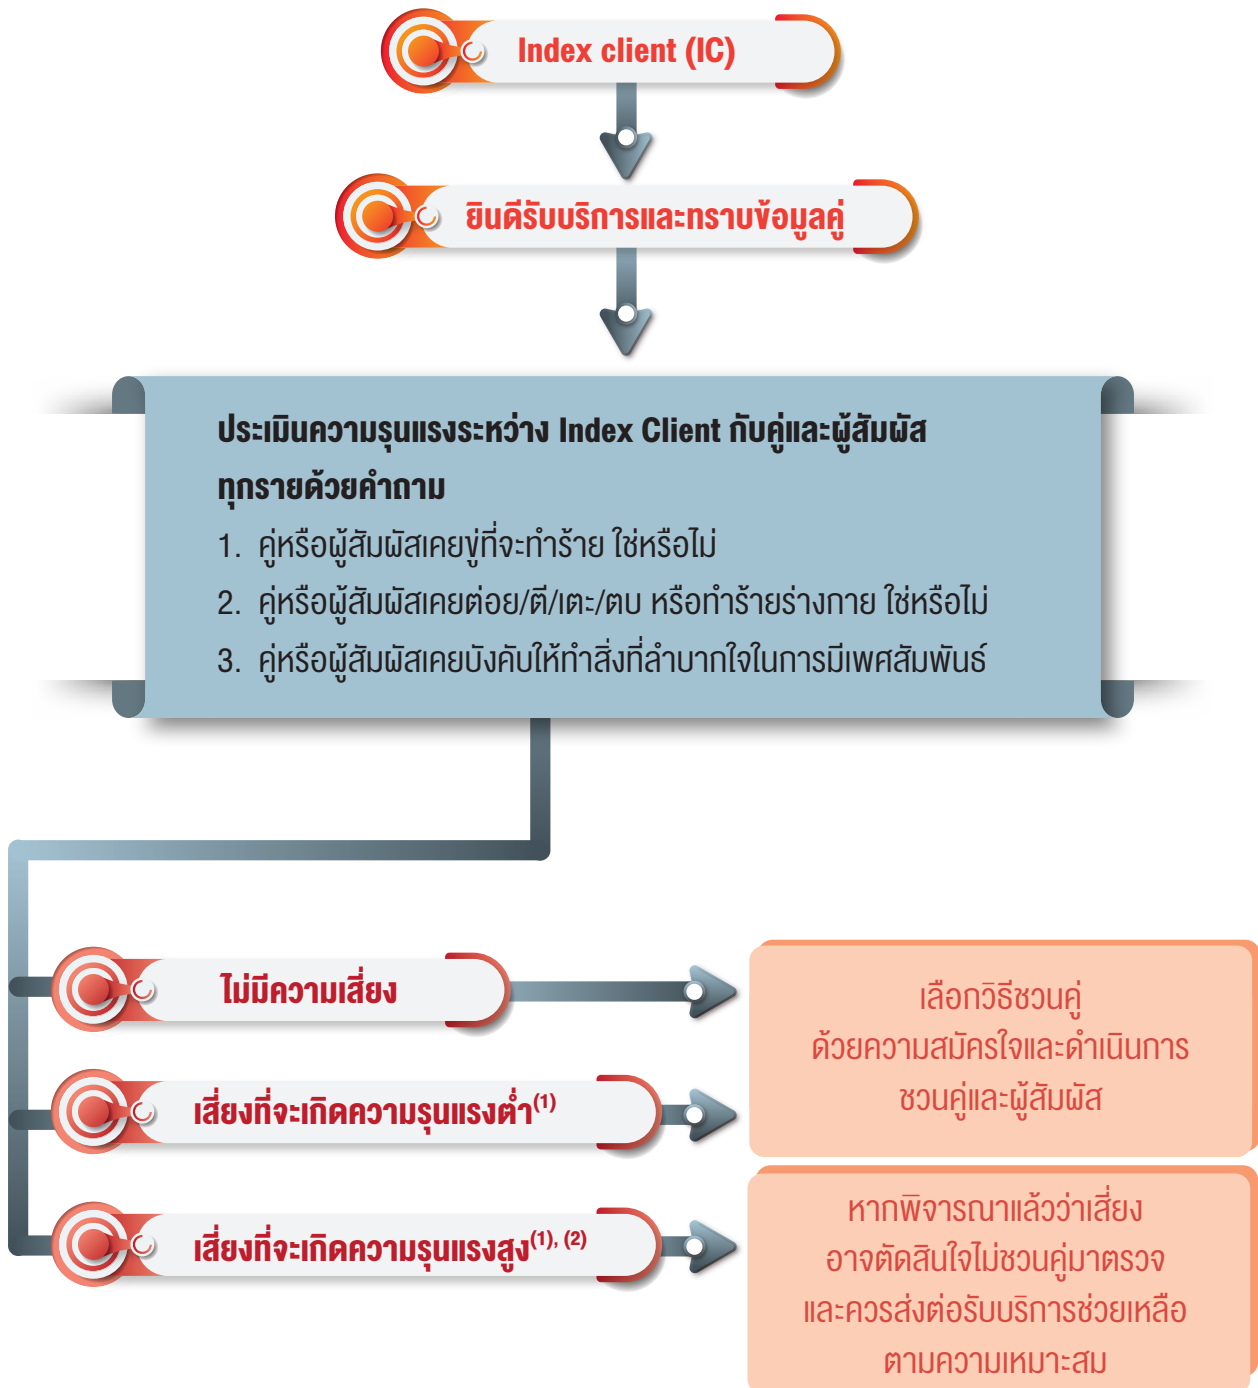 Index client (IC)
ยินดีรับบริการและทราบข้อมูลคู่
ประเมินความรุนแรงระหว่าง Index Client กับคู่และผู้สัมผัส
ทุกรายด้วยคำถาม
1. คู่หรือผู้สัมผัสเคยขู่ที่จะทำร้าย ใช่หรือไม่
2. คู่หรือผู้สัมผัสเคยต่อย/ตี/เตะ/ตบ หรือทำร้ายร่างกาย ใช่หรือไม่
3. คู่หรือผู้สัมผัสเคยบังคับให้ทำสิ่งที่ลำบากใจในการมีเพศสัมพันธ์
ไม่มีความเสี่ยง
เสี่ยงที่จะเกิดความรุนแรงต่ำ(1)
เสี่ยงที่จะเกิดความรุนแรงสูง(1), (2)
เลือกวิธีชวนคู่
ด้วยความสมัครใจและดำเนินการ
ชวนคู่และผู้สัมผัส
หากพิจารณาแล้วว่าเสี่ยง
อาจตัดสินใจไม่ชวนคู่มาตรวจ
และควรส่งต่อรับบริการช่วยเหลือ
ตามความเหมาะสม